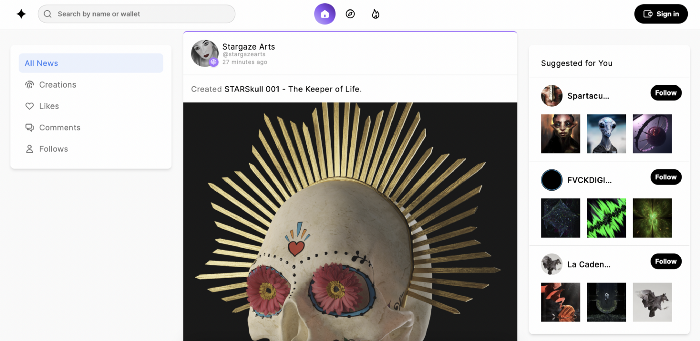 Search by name or wallet
Sign in
All News
Creations
Likes
Comments
Follows
Stargaze Arts
@stargazearts
27 minutes ago
Created STARSkull 001 - The Keeper of Life.
Suggested for You
Spartacu...
Follow
FVCKDIGI...
Follow
La Caden...
Follow